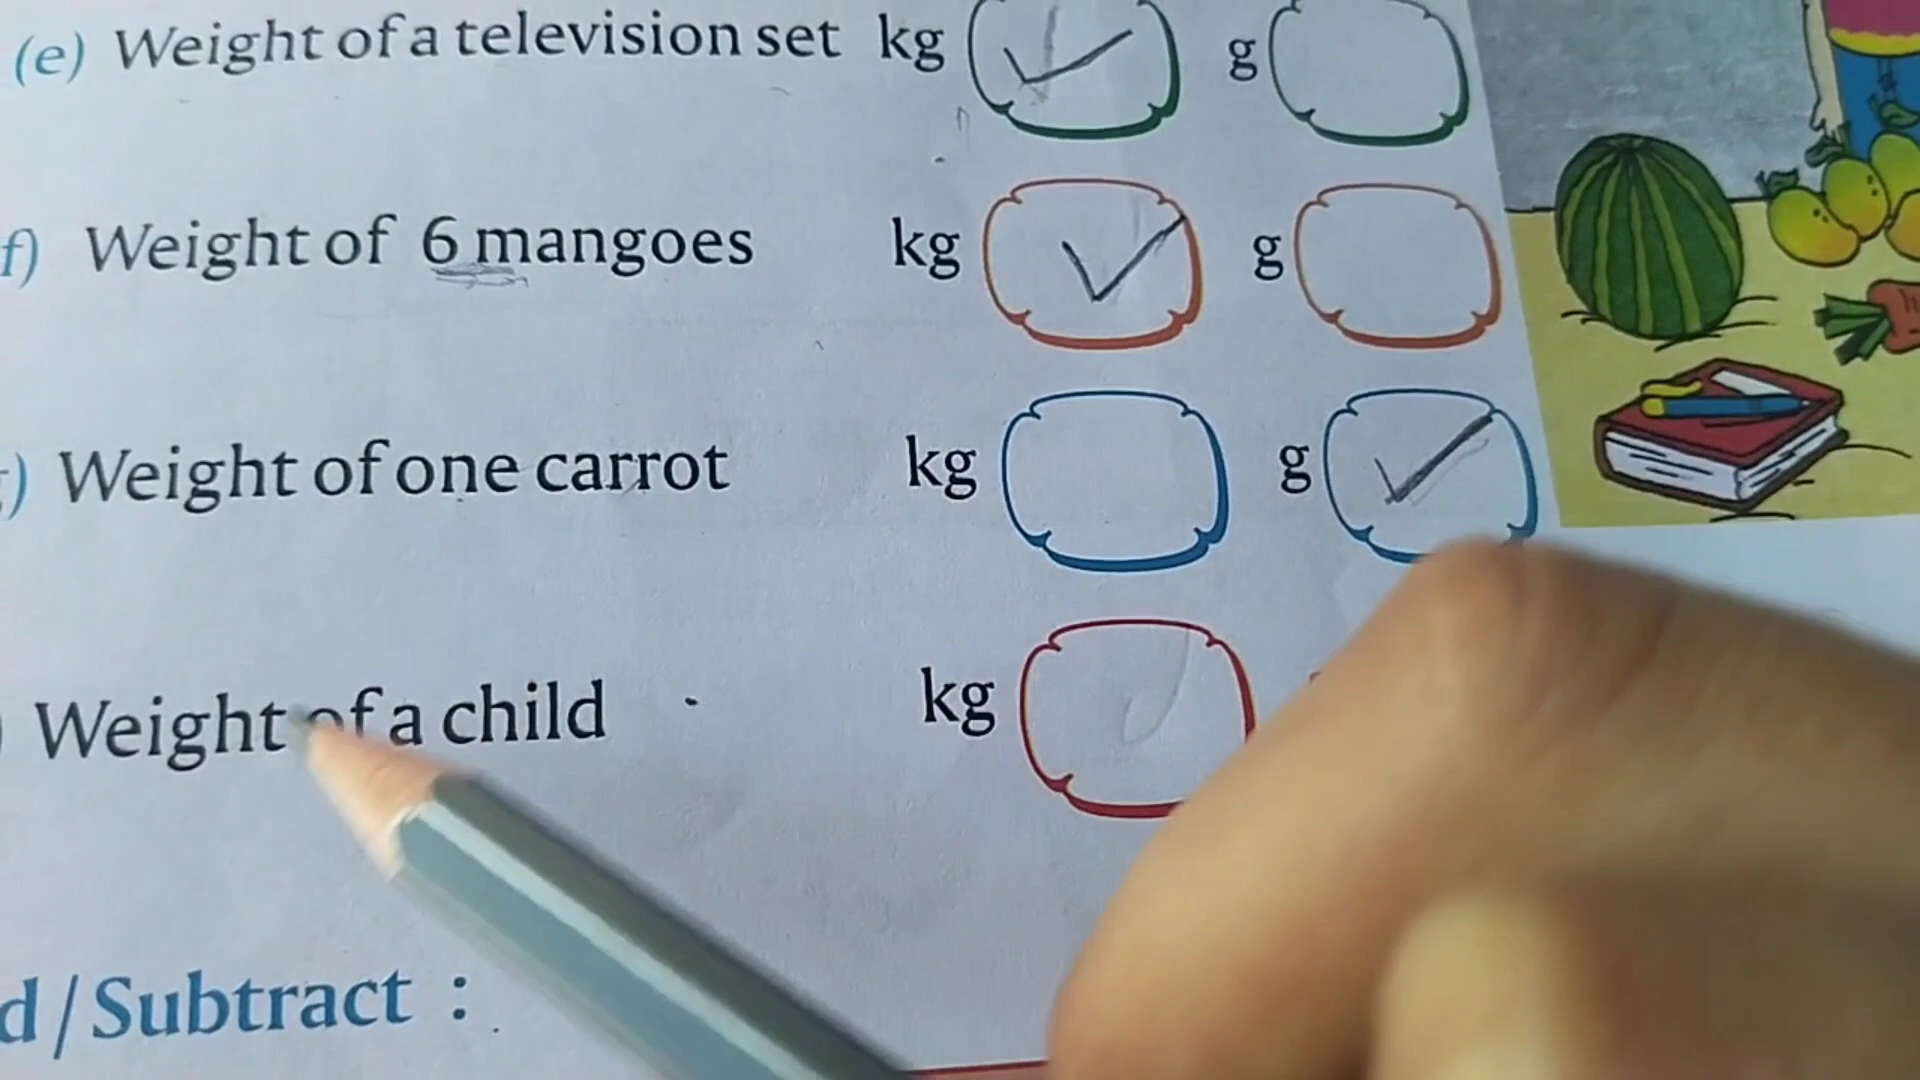 (e) Weight of a television set kg g
f) Weight of 6 mangoes kg g
) Weight of one carrot kg g
) Weight of a child kg
d / Subtract :